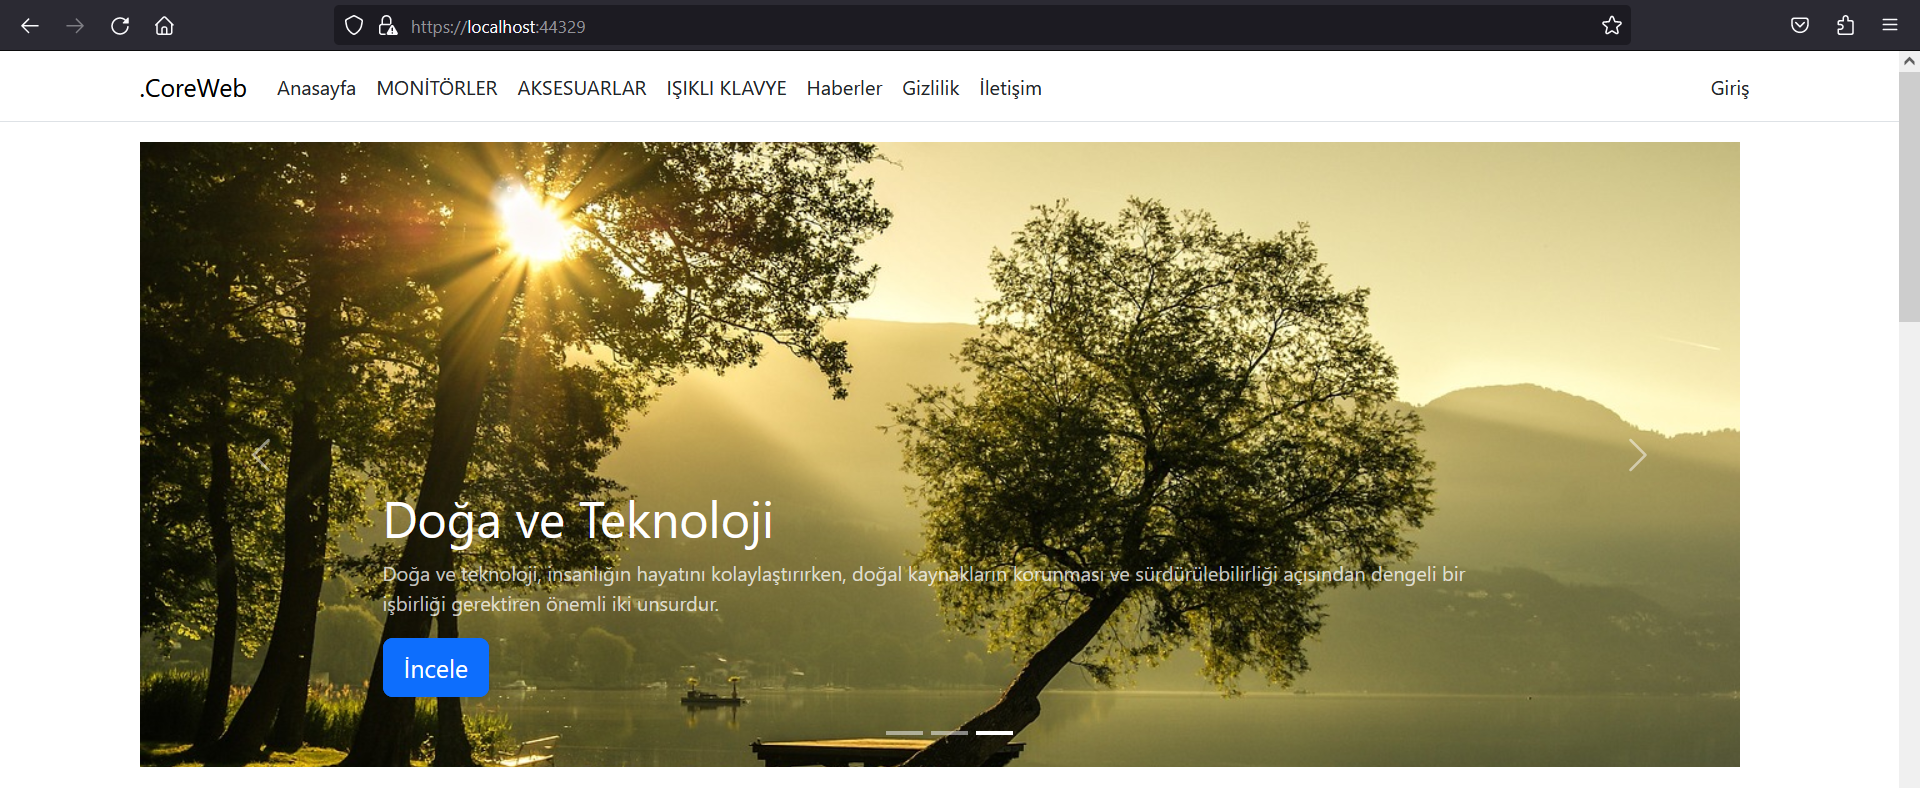 https://localhost:44329
.CoreWeb Anasayfa MONİTÖRLER AKSESUARLAR IŞIKLI KLAVYE Haberler Gizlilik İletişim Giriş
Doğa ve Teknoloji
Doğa ve teknoloji, insanlığın hayatını kolaylaştırırken, doğal kaynakların korunması ve sürdürülebilirliği açısından dengeli bir
işbirliği gerektiren önemli iki unsurdur.
İncele